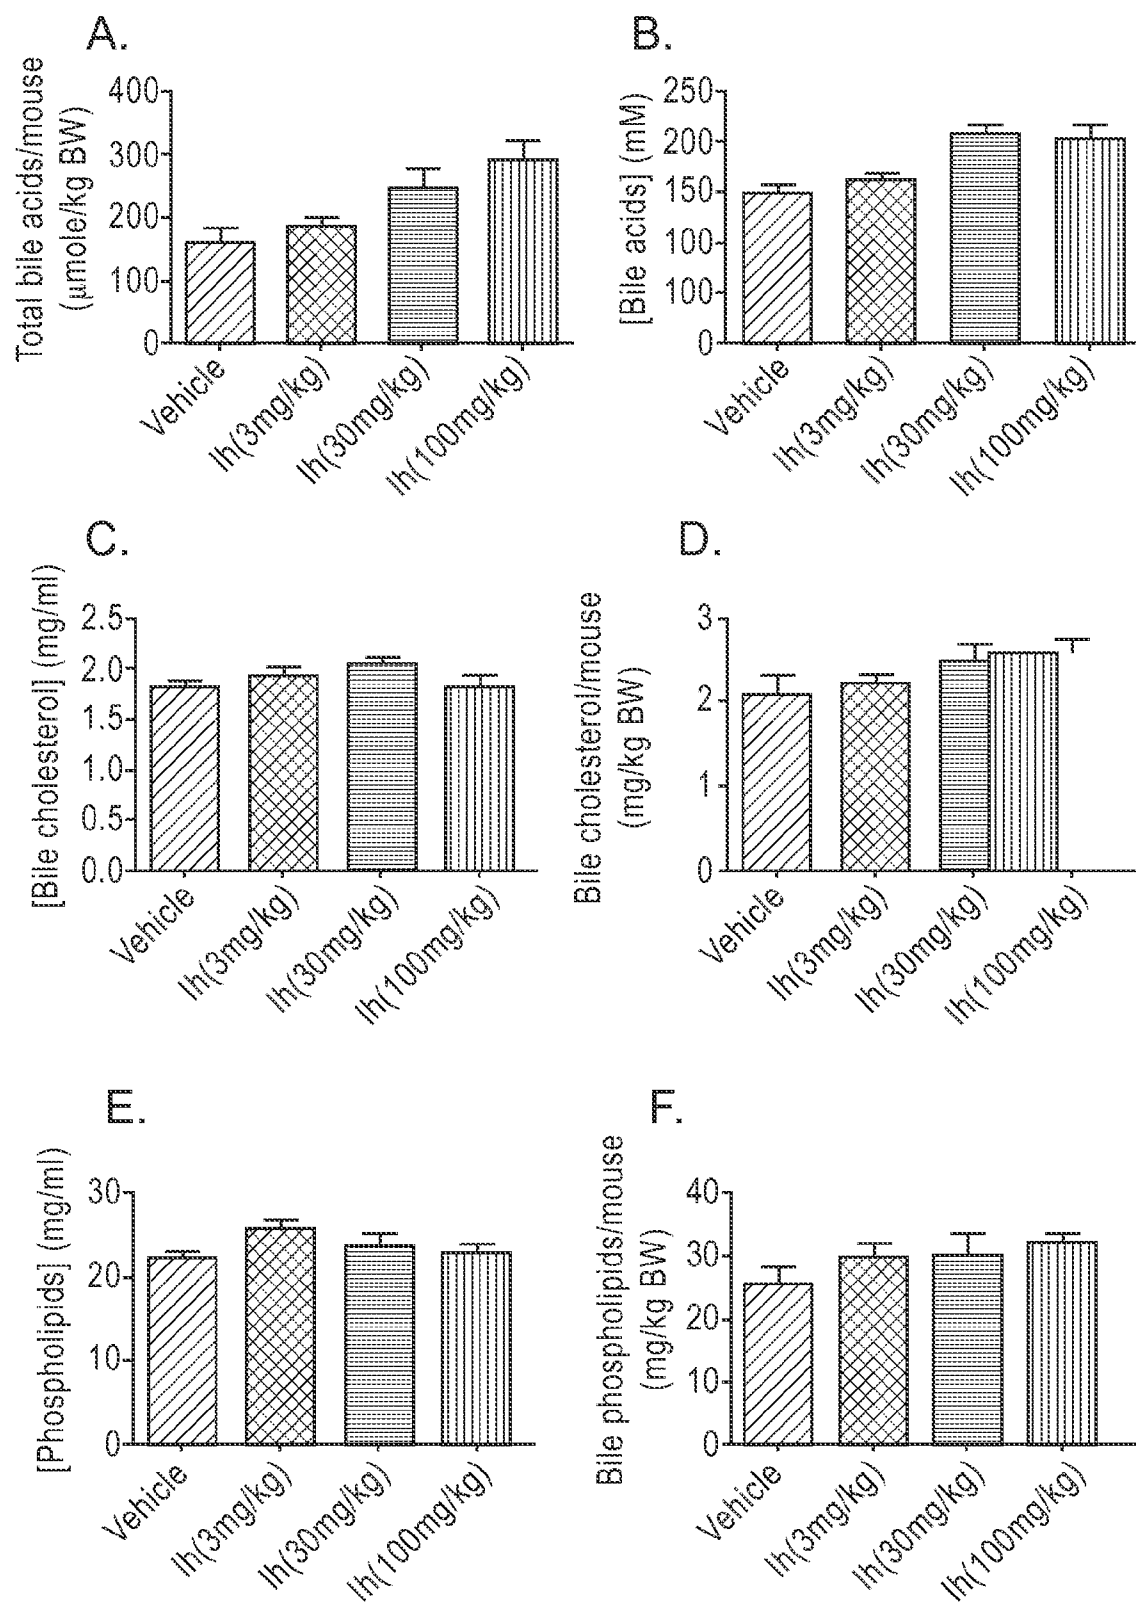 A.
Total bile acids/mouse
(μmole/kg BW)
400
300
200
100
0
Vehicle
Ih(3mg/kg)
Ih(30mg/kg)
Ih(100mg/kg)
B.
[Bile acids] (mM)
250
200
150
100
100
0
Vehicle
Ih(3mg/kg)
Ih(30mg/kg)
Ih(100mg/kg)
C.
[Bile cholesterol] (mg/ml)
2.5
2.0
1.5
1.0
0.5
0.0
Vehicle
Ih(3mg/kg)
Ih(30mg/kg)
Ih(100mg/kg)
D.
Bile cholesterol/mouse
(mg/kg BW)
3
2
1
0
Vehicle
Ih(3mg/kg)
Ih(30mg/kg)
Ih(100mg/kg)
E.
[Phospholipids] (mg/ml)
30
20
10
0
Vehicle
Ih(3mg/kg)
Ih(30mg/kg)
Ih(100mg/kg)
F.
Bile phospholipids/mouse
(mg/kg BW)
40
30
20
10
0
Vehicle
Ih(3mg/kg)
Ih(30mg/kg)
Ih(100mg/kg)